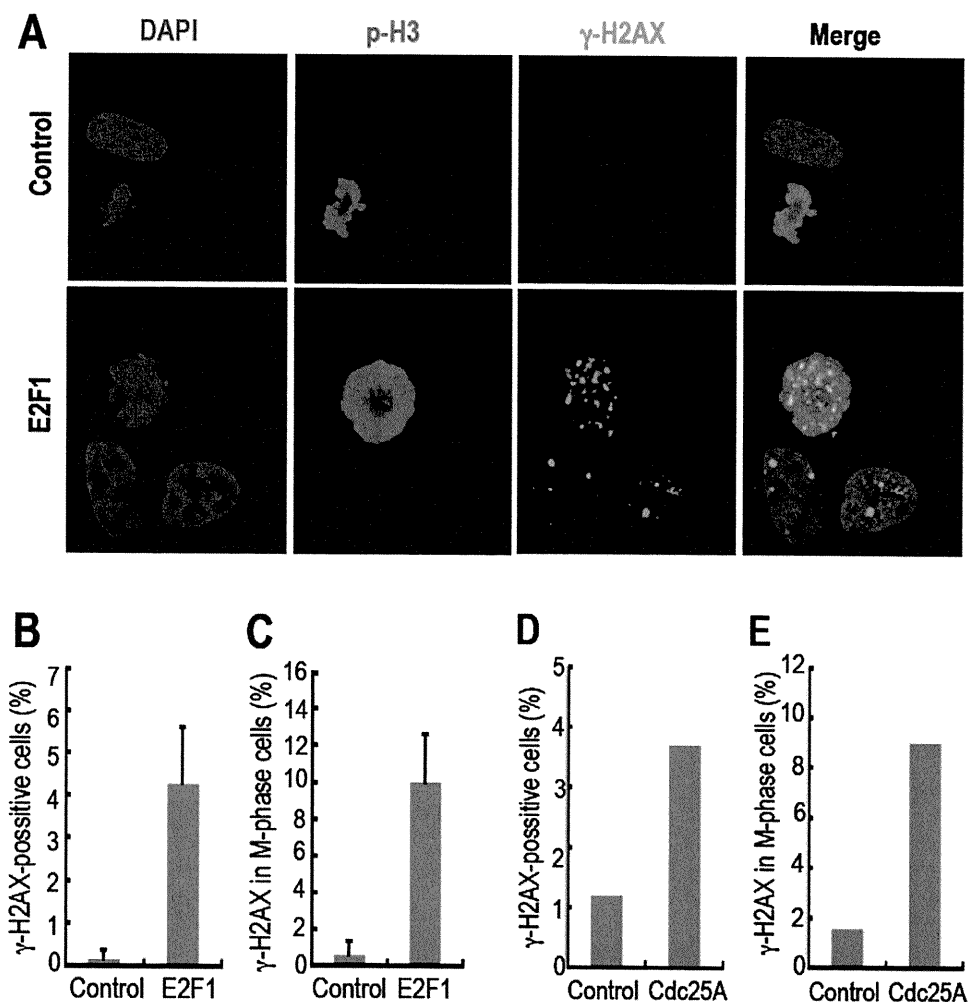 A
DAPI p-H3 γ-H2AX Merge
Control
E2F1
B
γ-H2AX-possitive cells (%)
7
6
5
4
3
2
1
0
Control E2F1
C
γ-H2AX in M-phase cells (%)
16
14
12
10
8
6
4
2
0
Control E2F1
D
γ-H2AX-possitive cells (%)
5
4
3
2
1
0
Control Cdc25A
E
γ-H2AX in M-phase cells (%)
12
10
8
6
4
2
0
Control Cdc25A